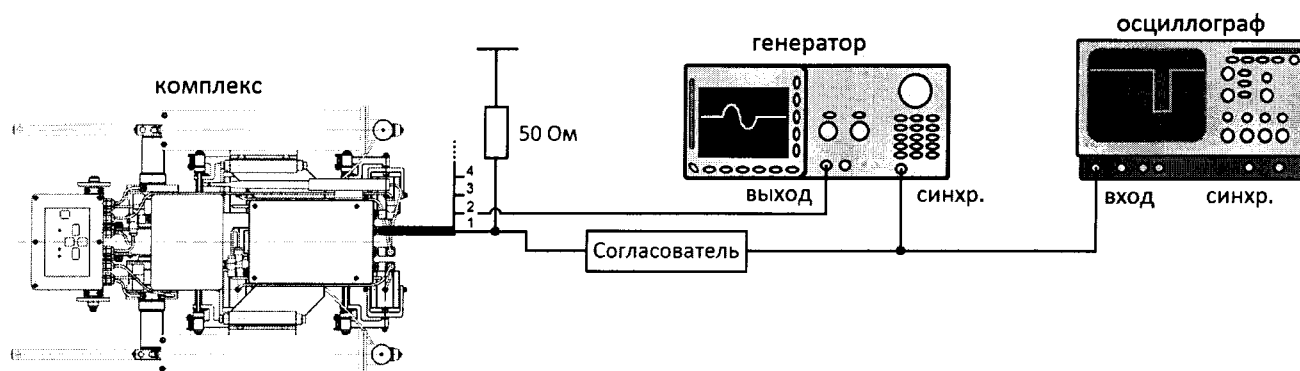 осциллограф
генератор
комплекс
50 Ом
4
3
2
1
выход
синхр.
вход
синхр.
Согласователь